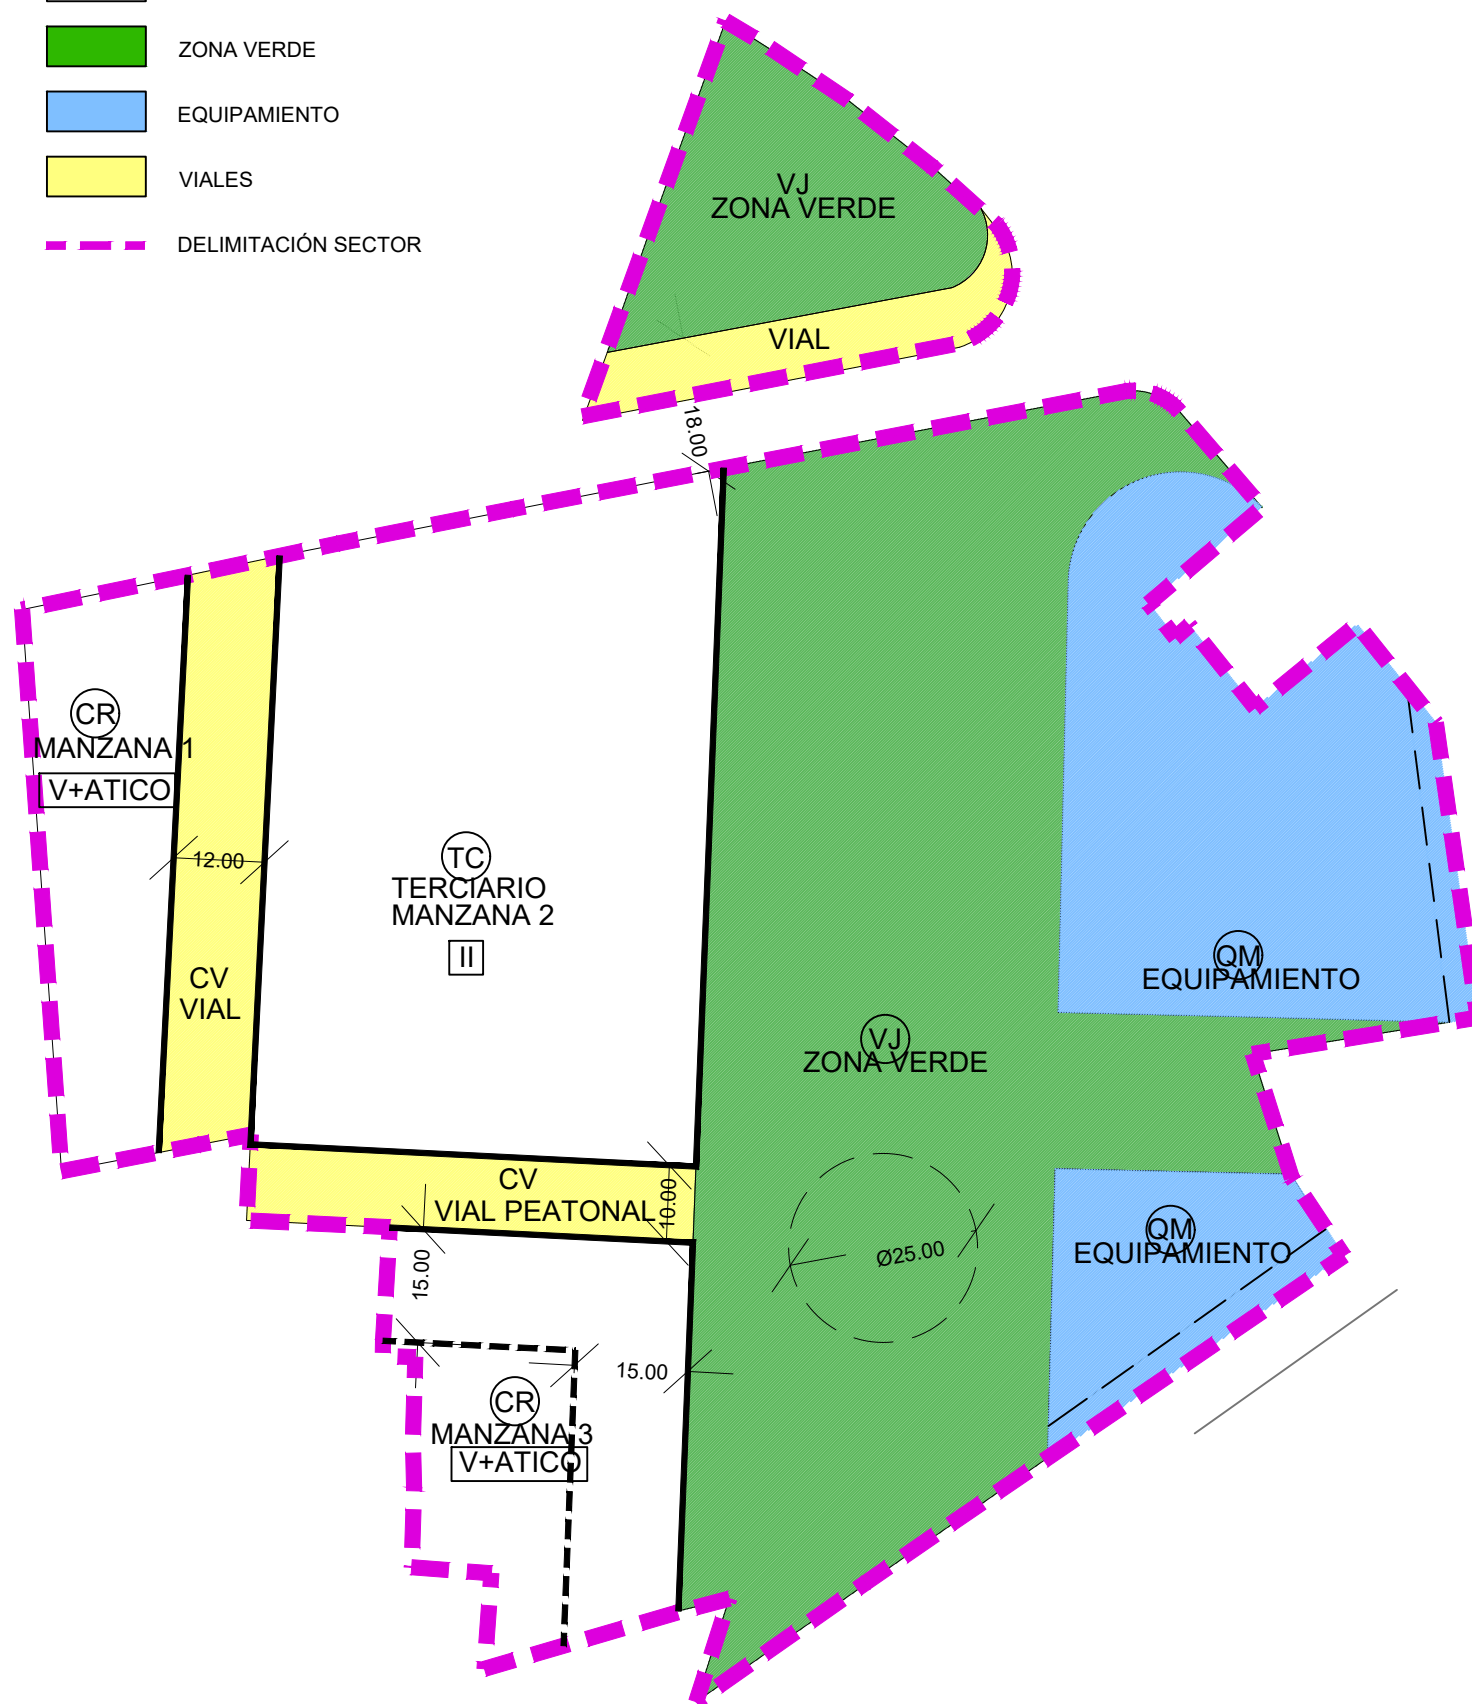 ZONA VERDE
EQUIPAMIENTO
VIALES
DELIMITACIÓN SECTOR
VJ
ZONA VERDE
VIAL
18.00
CR
MANZANA 1
V+ATICO
12.00
TC
TERCIARIO
MANZANA 2
II
CV
VIAL
QM
EQUIPAMIENTO
VJ
ZONA VERDE
CV
VIAL PEATONAL
10.00
15.00
QM
EQUIPAMIENTO
Ø25.00
15.00
CR
MANZANA 3
V+ATICO